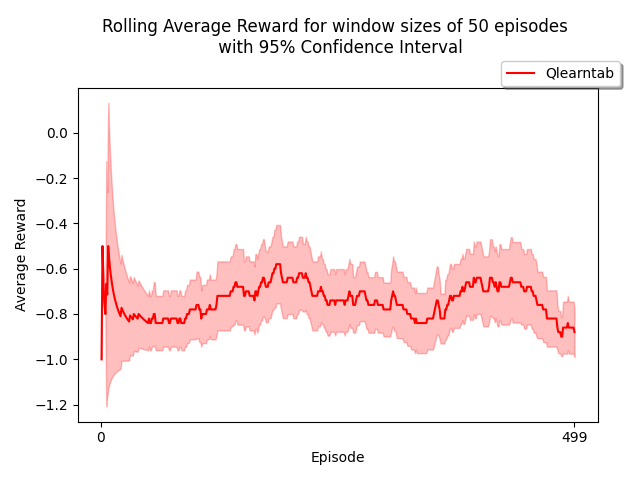 Rolling Average Reward for window sizes of 50 episodes
with 95% Confidence Interval
Qlearntab
0.0
−0.2
−0.4
−0.6
−0.8
−1.0
−1.2
Average Reward
0
499
Episode